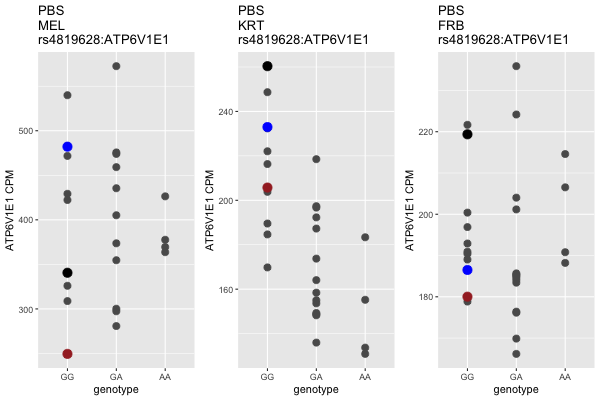 PBS
MEL
rs4819628:ATP6V1E1
ATP6V1E1 CPM
500
400
300
GG
GA
AA
genotype
PBS
KRT
rs4819628:ATP6V1E1
ATP6V1E1 CPM
240
200
160
GG
GA
AA
genotype
PBS
FRB
rs4819628:ATP6V1E1
ATP6V1E1 CPM
220
200
180
GG
GA
AA
genotype